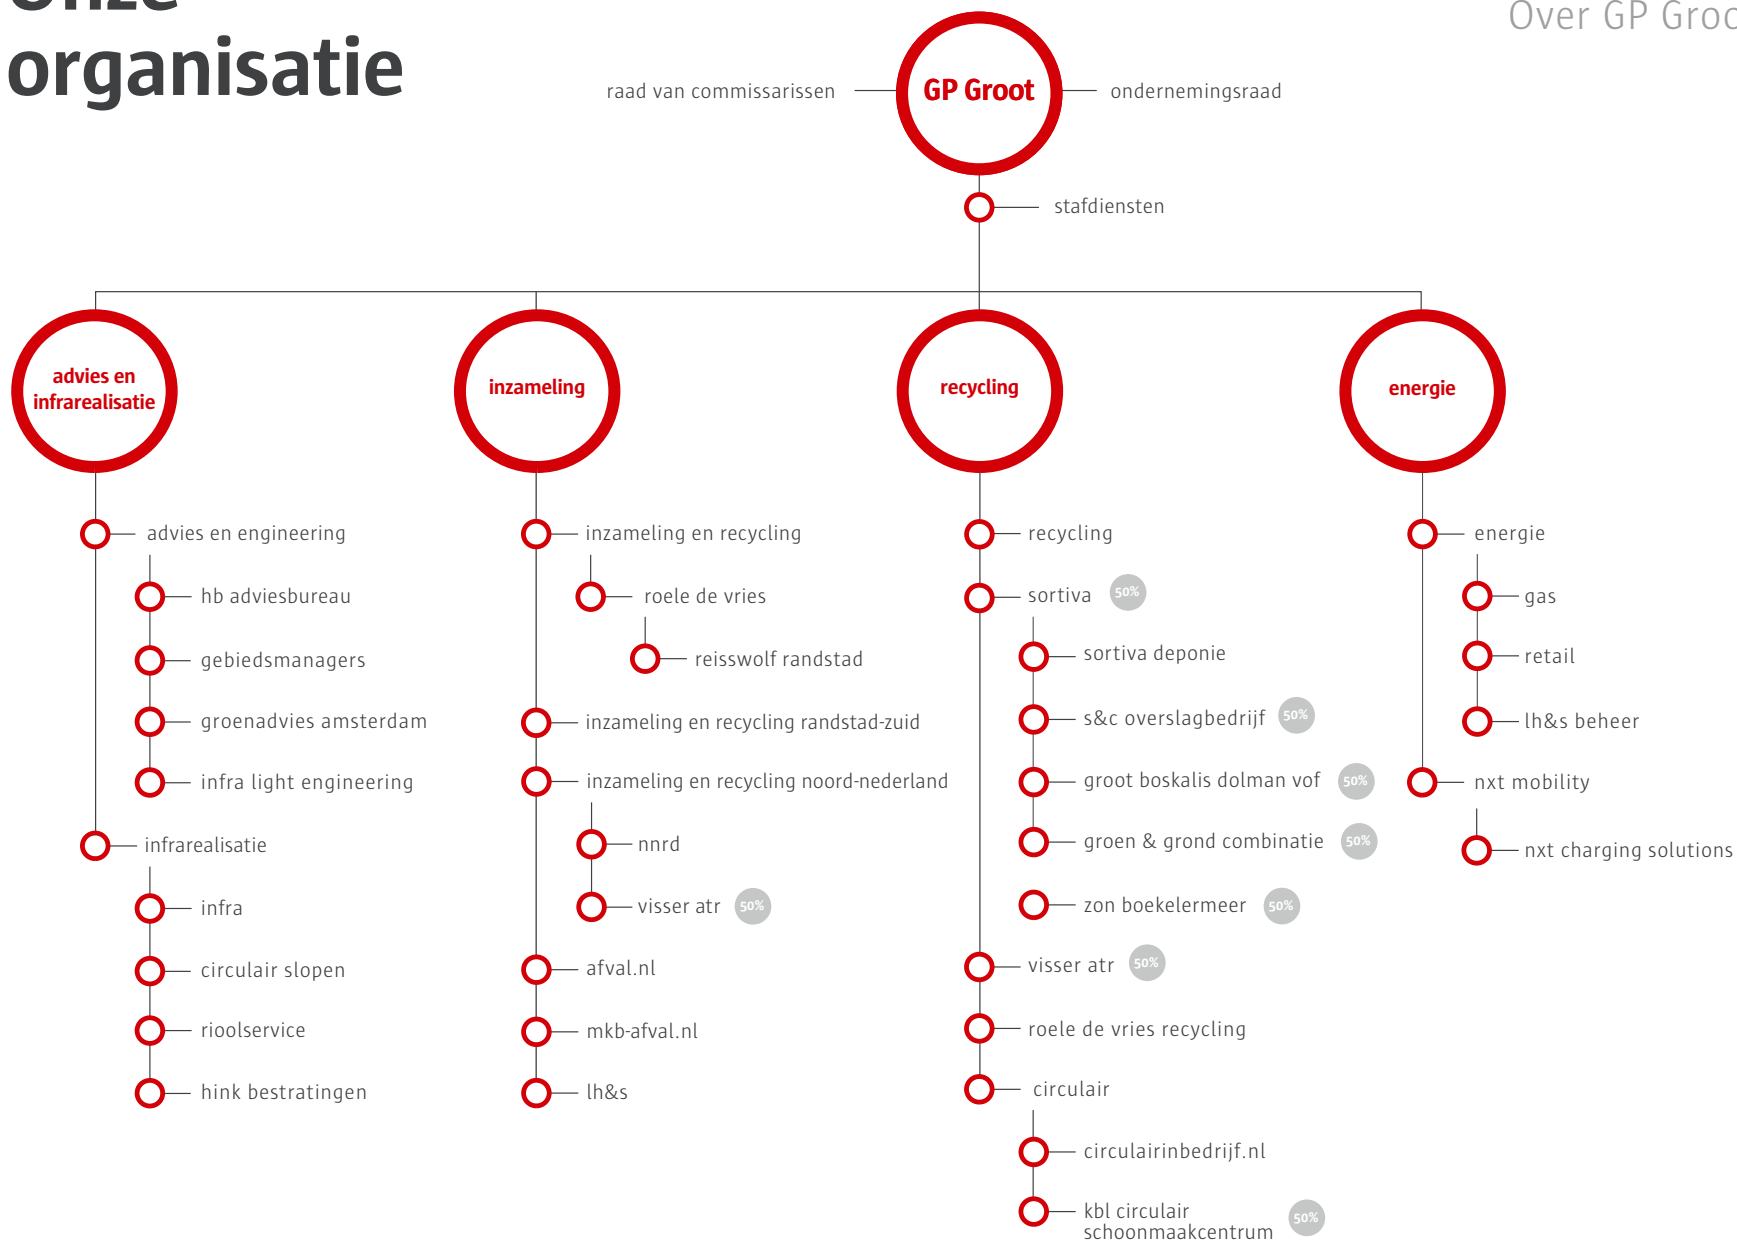 Onze
organisatie
Over GP Groo
raad van commissarissen
GP Groot
ondernemingsraad
stafdiensten
advies en
infrarealisatie
inzameling
recycling
energie
advies en engineering
hb adviesbureau
gebiedsmanagers
groenadvies amsterdam
infra light engineering
infrarealisatie
infra
circulair slopen
rioolservice
hink bestratingen
inzameling en recycling
roele de vries
reisswolf randstad
inzameling en recycling randstad-zuid
inzameling en recycling noord-nederland
nnrd
visser atr 50%
afval.nl
mkb-afval.nl
lh&s
recycling
sortiva 50%
sortiva deponie
s&c overslagbedrijf 50%
groot boskalis dolman vof 50%
groen & grond combinatie 50%
zon boekelermeer 50%
visser atr 50%
roele de vries recycling
circulair
circulairinbedrijf.nl
kbl circulair
schoonmaakcentrum 50%
energie
gas
retail
lh&s beheer
nxt mobility
nxt charging solutions